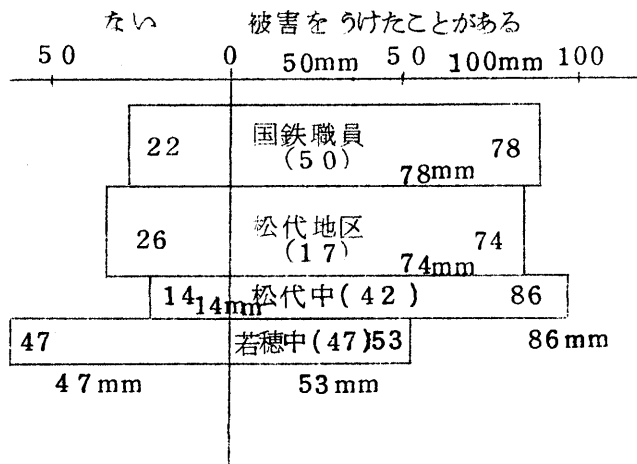 ない 被害をうけたことがある
50 0 50mm 50 100mm 100
22 国鉄職員 78
(50)
78mm
26 松代地区 74
(17)
74mm
14 14mm 松代中(42) 86
47 若穂中(47) 53 86mm
47mm 53mm